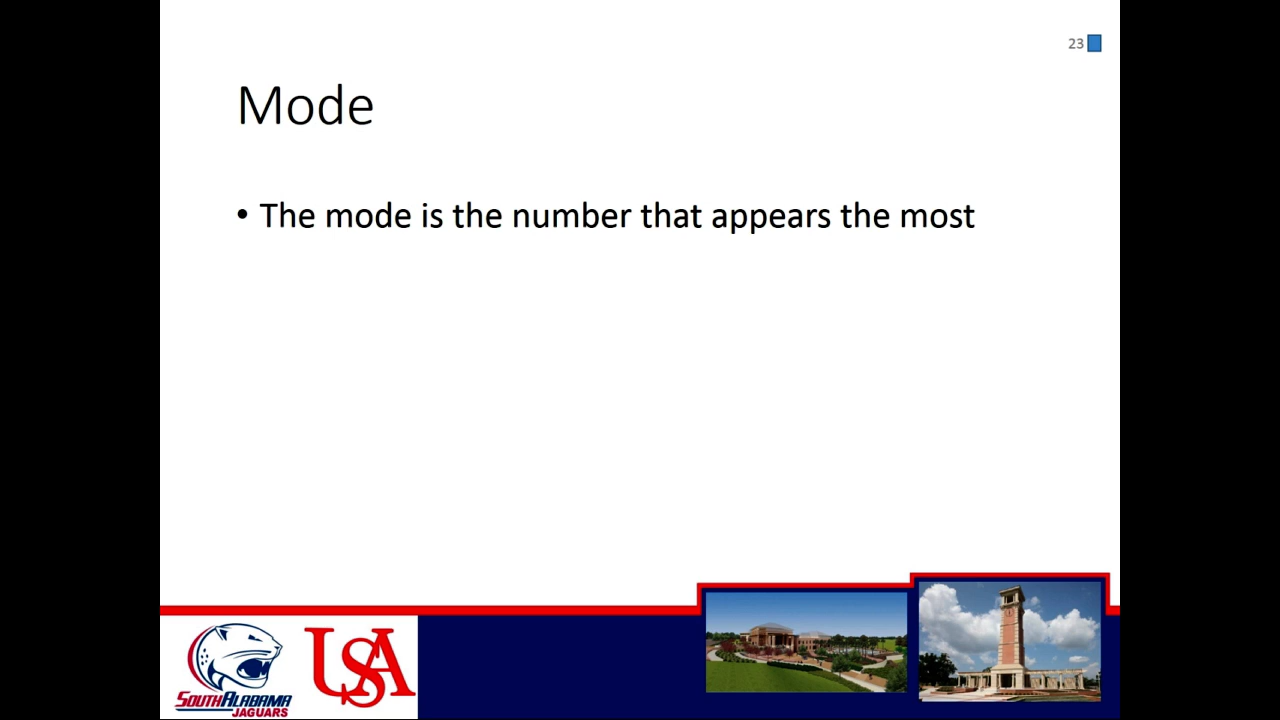 23
Mode
• The mode is the number that appears the most
SOUTH ALABAMA
JAGUARS
USA